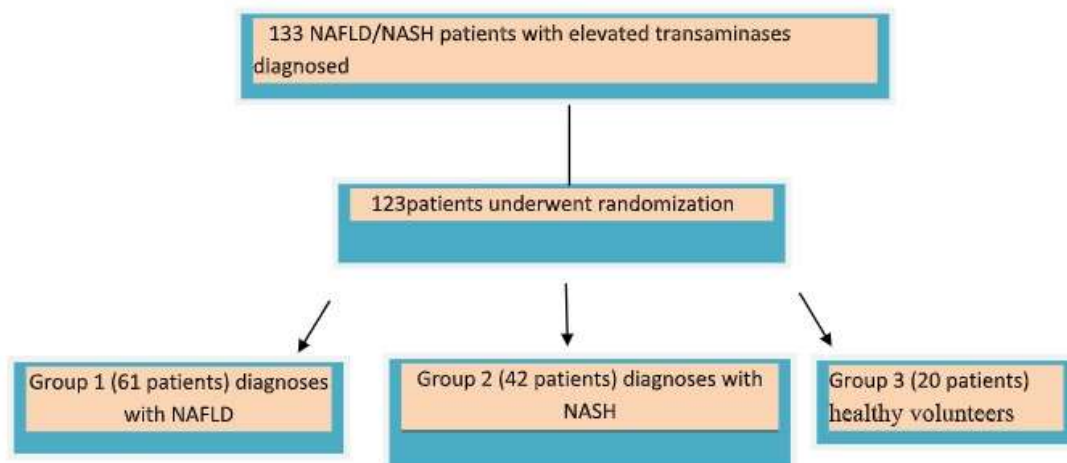 133 NAFLD/NASH patients with elevated transaminases
diagnosed
123patients underwent randomization
Group 1 (61 patients) diagnoses
with NAFLD
Group 2 (42 patients) diagnoses with
NASH
Group 3 (20 patients)
healthy volunteers